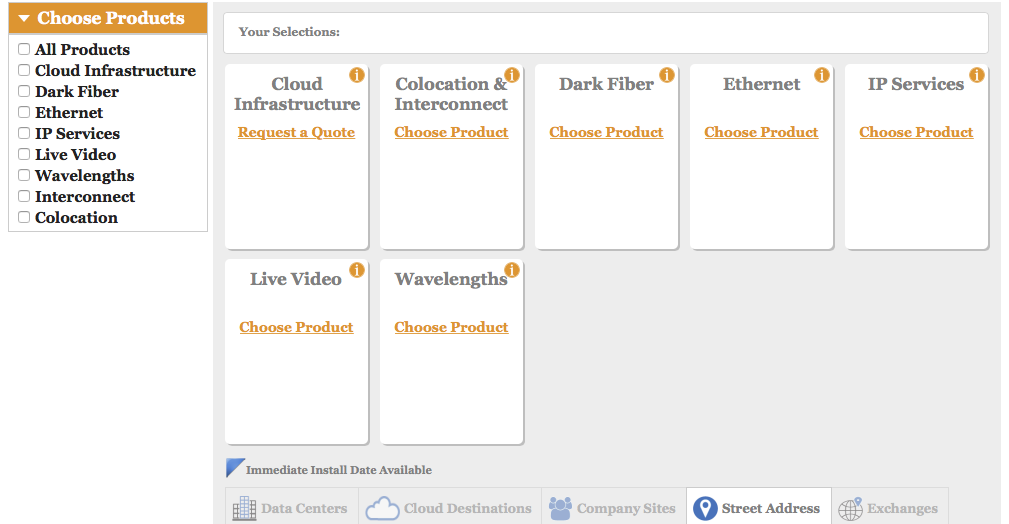 Choose Products
All Products
Cloud Infrastructure
Dark Fiber
Ethernet
IP Services
Live Video
Wavelengths
Interconnect
Colocation
Your Selections:
Cloud
Infrastructure
i
Request a Quote
Colocation &
Interconnect
i
Choose Product
Dark Fiber
i
Choose Product
Ethernet
i
Choose Product
IP Services
i
Choose Product
Live Video
i
Choose Product
Wavelengths
i
Choose Product
Immediate Install Date Available
Data Centers
Cloud Destinations
Company Sites
Street Address
Exchanges